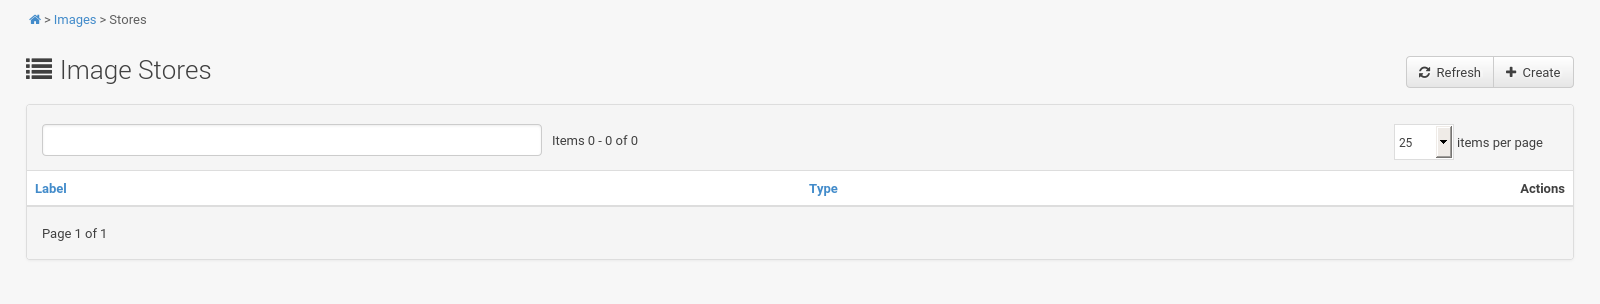 > Images > Stores
Image Stores
Refresh
Create
Items 0 - 0 of 0
25
items per page
Label
Type
Actions
Page 1 of 1